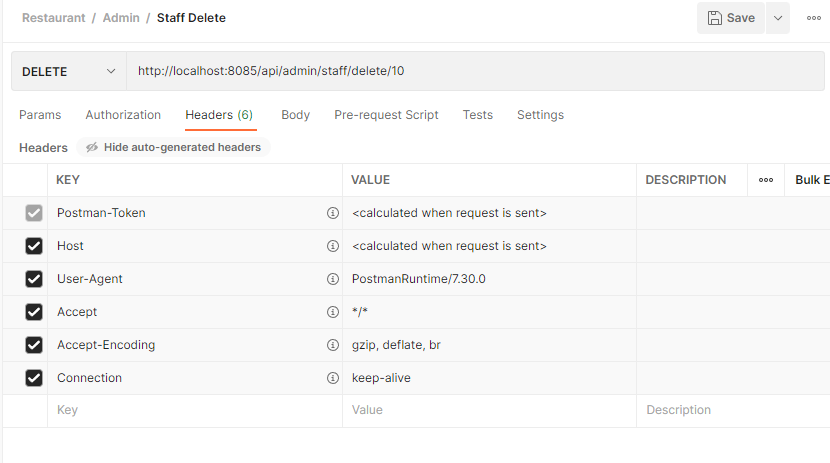 Restaurant / Admin / Staff Delete
Save
DELETE
http://localhost:8085/api/admin/staff/delete/10
Params Authorization Headers (6) Body Pre-request Script Tests Settings
Headers Hide auto-generated headers
KEY VALUE DESCRIPTION Bulk E
Postman-Token <calculated when request is sent>
Host <calculated when request is sent>
User-Agent PostmanRuntime/7.30.0
Accept */*
Accept-Encoding gzip, deflate, br
Connection keep-alive
Key Value Description